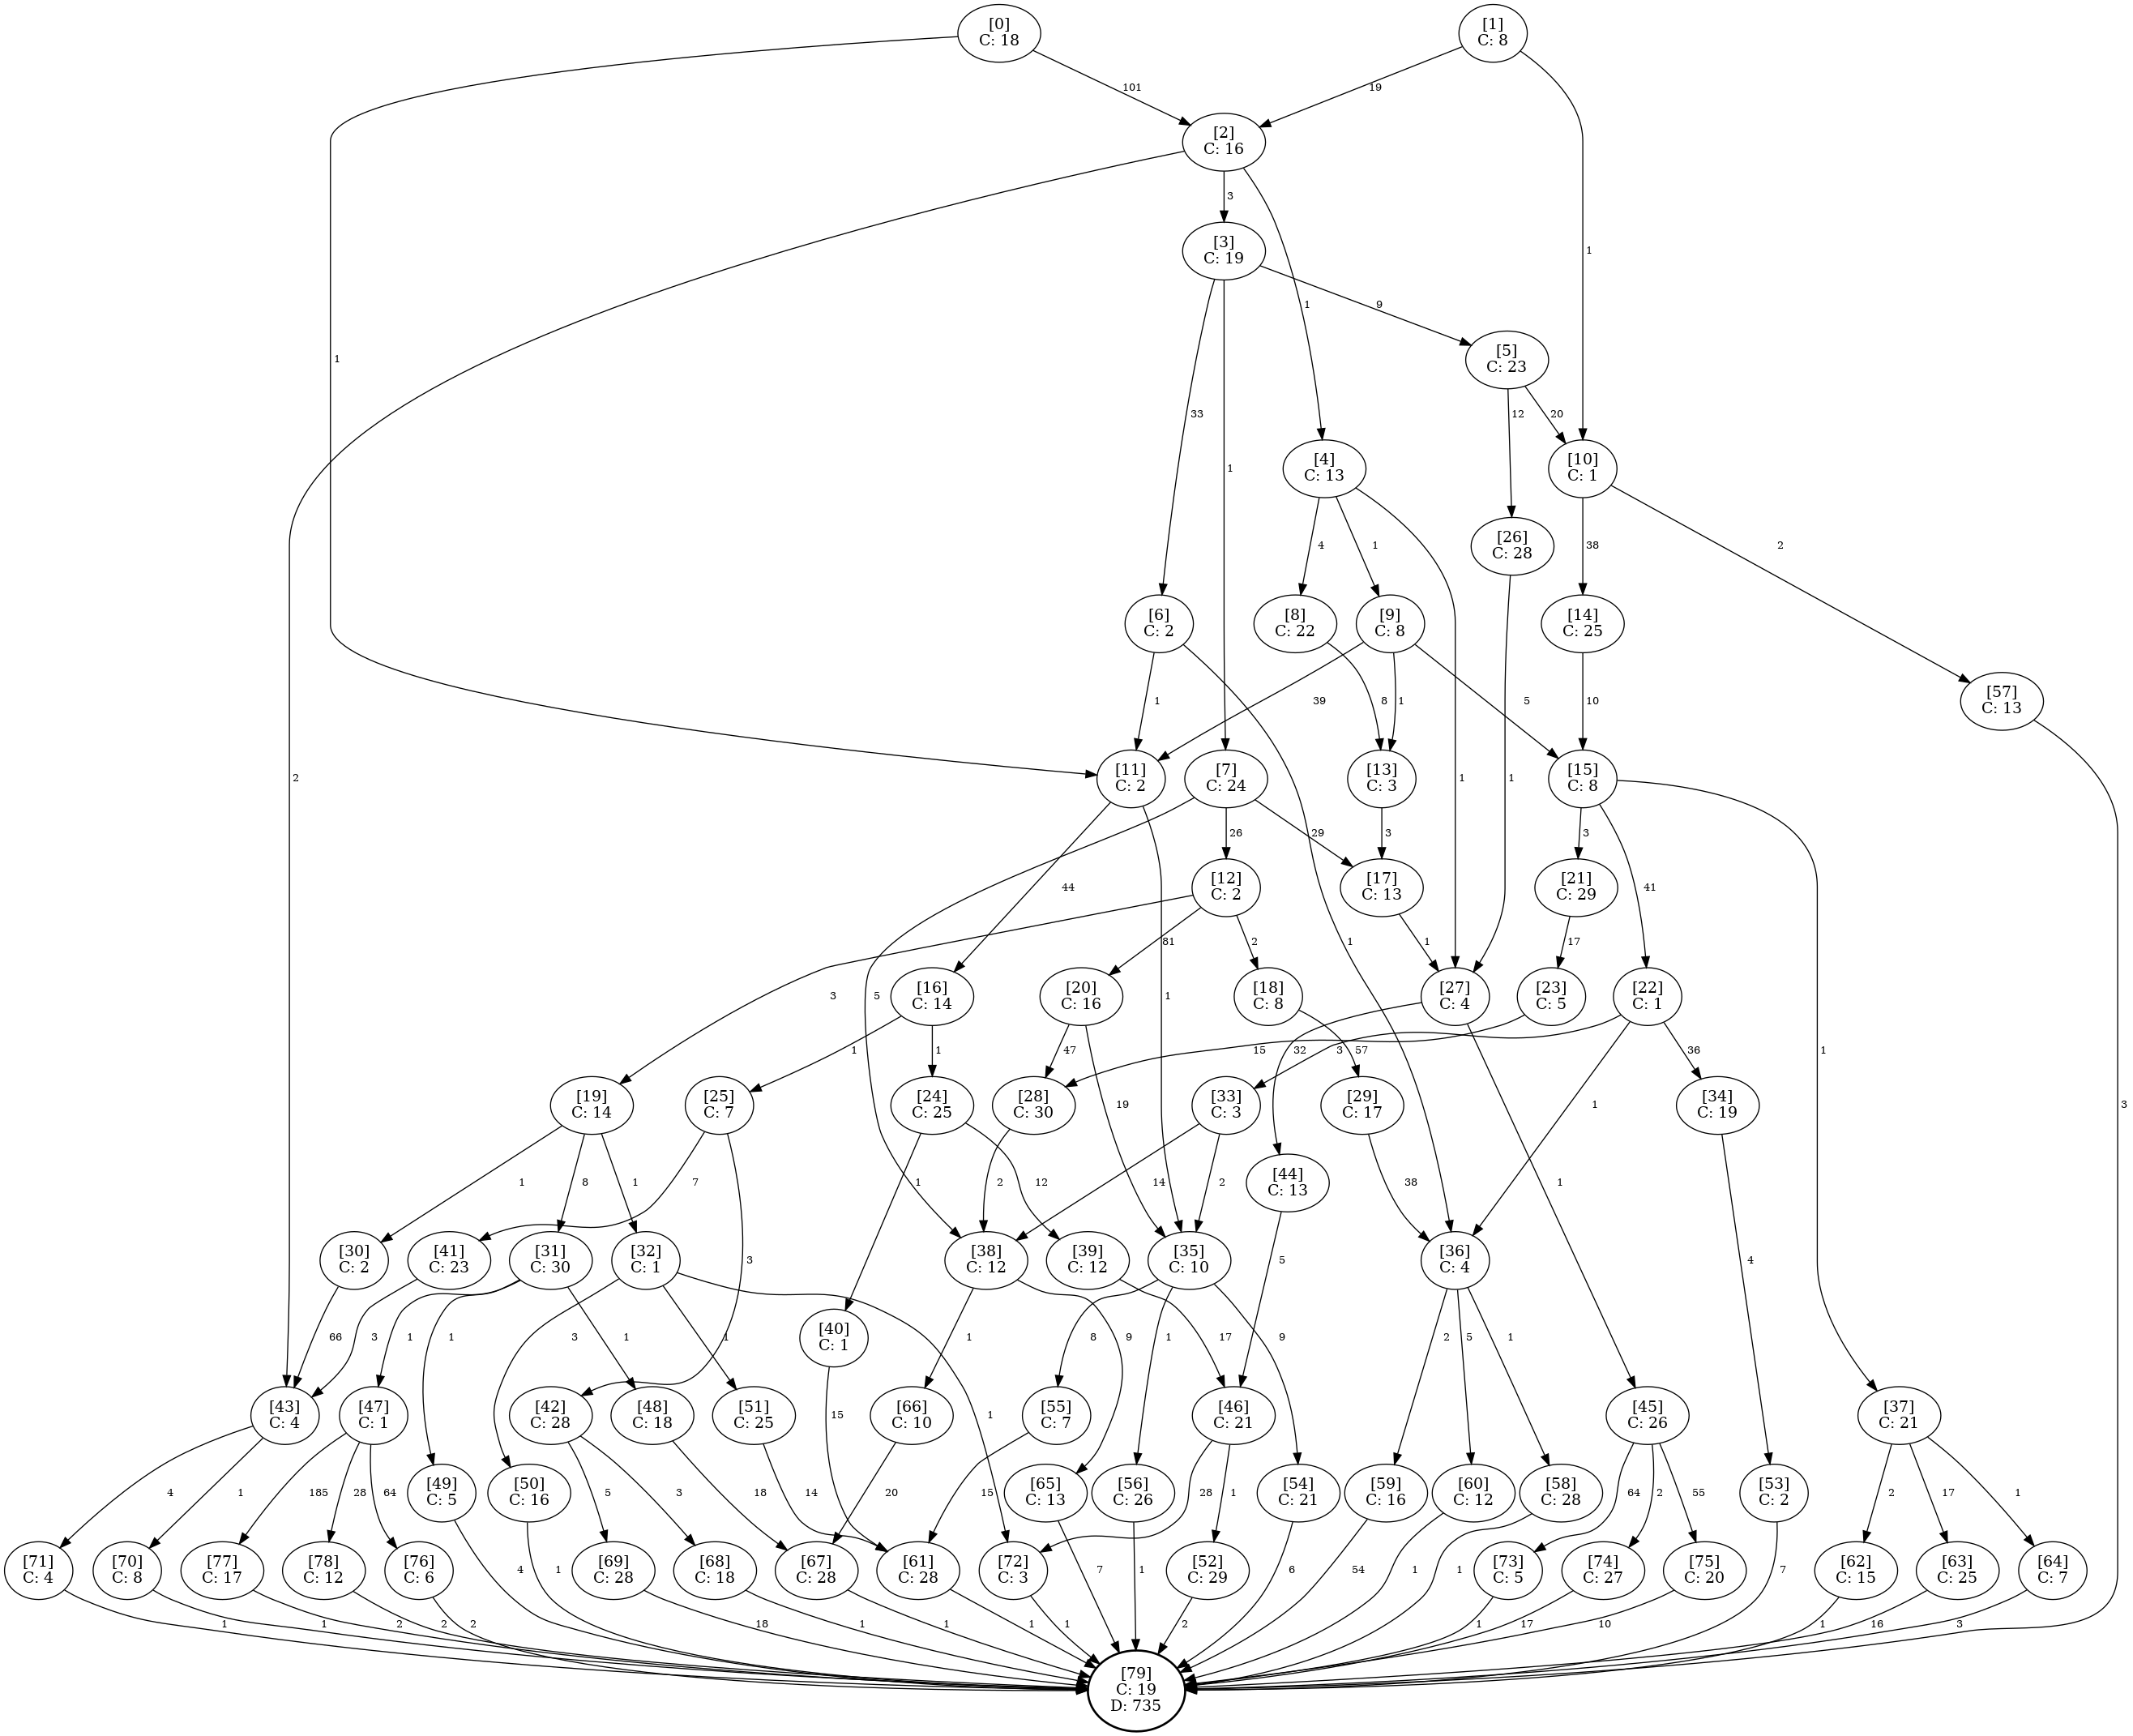 [0]
C: 18
[1]
C: 8
101
19
[2]
C: 16
3
1
1
[3]
C: 19
9
[5]
C: 23
1
33
1
2
12
20
[4]
C: 13
[10]
C: 1
4
1
1
38
2
[26]
C: 28
[6]
C: 2
[8]
C: 22
[9]
C: 8
[14]
C: 25
1
39
8
1
5
10
[57]
C: 13
[11]
C: 2
[7]
C: 24
[13]
C: 3
[15]
C: 8
1
2
26
29
3
3
41
44
[12]
C: 2
[17]
C: 13
[21]
C: 29
81
2
1
17
[16]
C: 14
[20]
C: 16
[18]
C: 8
[27]
C: 4
[23]
C: 5
[22]
C: 1
3
5
1
1
1
47
15
57
1
32
3
36
1
3
[19]
C: 14
[25]
C: 7
[24]
C: 25
[28]
C: 30
[33]
C: 3
[29]
C: 17
[34]
C: 19
19
1
1
8
1
7
1
12
2
14
2
[44]
C: 13
38
1
[30]
C: 2
[41]
C: 23
[31]
C: 30
[32]
C: 1
[38]
C: 12
[39]
C: 12
[35]
C: 10
[36]
C: 4
3
5
4
66
3
1
1
1
3
1
[40]
C: 1
1
9
17
8
1
9
2
5
1
[43]
C: 4
[47]
C: 1
[42]
C: 28
[48]
C: 18
[51]
C: 25
15
1
[66]
C: 10
[55]
C: 7
[46]
C: 21
[45]
C: 26
[37]
C: 21
4
1
185
28
64
[49]
C: 5
[50]
C: 16
5
3
18
14
20
[65]
C: 13
15
[56]
C: 26
28
1
[54]
C: 21
[59]
C: 16
[60]
C: 12
[58]
C: 28
64
2
55
[53]
C: 2
2
17
1
[71]
C: 4
[70]
C: 8
[77]
C: 17
[78]
C: 12
[76]
C: 6
4
1
[69]
C: 28
[68]
C: 18
[67]
C: 28
[61]
C: 28
[72]
C: 3
7
1
[52]
C: 29
6
54
1
1
[73]
C: 5
[74]
C: 27
[75]
C: 20
7
[62]
C: 15
[63]
C: 25
[64]
C: 7
1
1
2
2
2
18
1
1
1
1
2
1
17
10
1
16
3
[79]
C: 19
D: 735